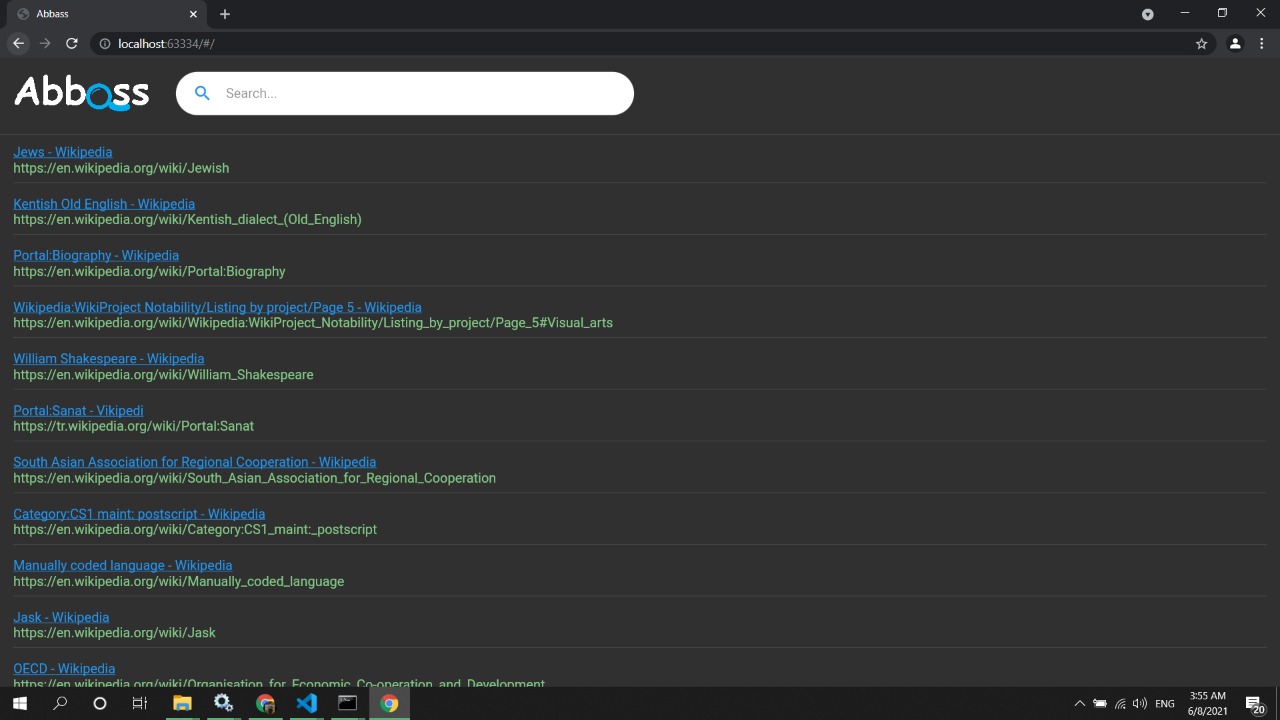 Abbass
localhost:63334/#/
Abbass
Search...
Jews - Wikipedia
https://en.wikipedia.org/wiki/Jewish
Kentish Old English - Wikipedia
https://en.wikipedia.org/wiki/Kentish_dialect_(Old_English)
Portal:Biography - Wikipedia
https://en.wikipedia.org/wiki/Portal:Biography
Wikipedia:WikiProject Notability/Listing by project/Page 5 - Wikipedia
https://en.wikipedia.org/wiki/Wikipedia:WikiProject_Notability/Listing_by_project/Page_5#Visual_arts
William Shakespeare - Wikipedia
https://en.wikipedia.org/wiki/William_Shakespeare
Portal:Sanat - Vikipedi
https://tr.wikipedia.org/wiki/Portal:Sanat
South Asian Association for Regional Cooperation - Wikipedia
https://en.wikipedia.org/wiki/South_Asian_Association_for_Regional_Cooperation
Category:CS1 maint: postscript - Wikipedia
https://en.wikipedia.org/wiki/Category:CS1_maint:_postscript
Manually coded language - Wikipedia
https://en.wikipedia.org/wiki/Manually_coded_language
Jask - Wikipedia
https://en.wikipedia.org/wiki/Jask
OECD - Wikipedia
https://en.wikipedia.org/wiki/Organisation_for_Economic_Co-operation_and_Development
ENG
3:55 AM
6/8/2021
20